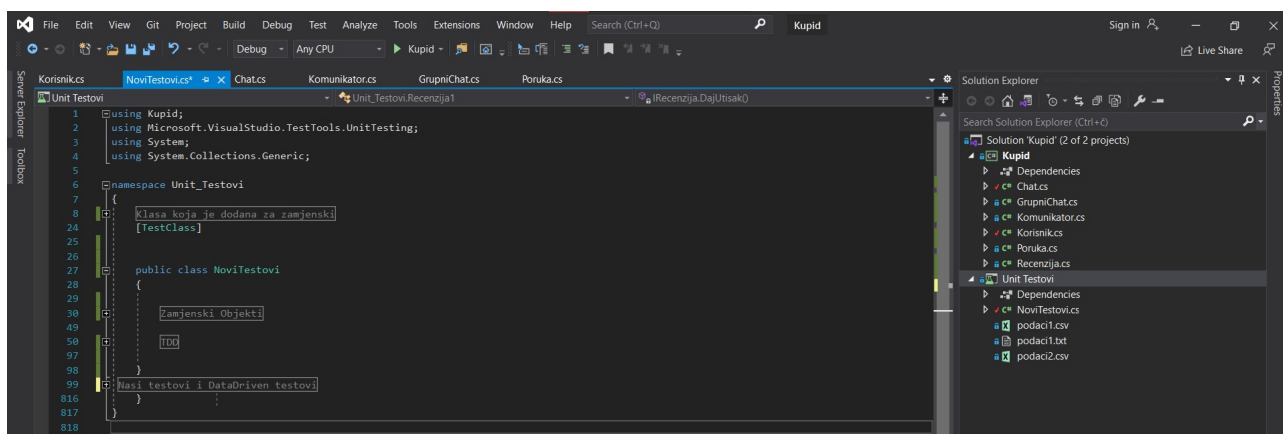 File Edit View Git Project Build Debug Test Analyze Tools Extensions Window Help Search (Ctrl+Q) Kupid Sign in
Debug Any CPU Kupid Live Share
Korisnik.cs NoviTestovi.cs* Chat.cs Komunikator.cs GrupniChat.cs Poruka.cs
Unit Testovi Unit_Testovi.Recenzija1 IRecenzija.DajUtisak()
1 using Kupid;
2 using Microsoft.VisualStudio.TestTools.UnitTesting;
3 using System;
4 using System.Collections.Generic;
5
6 namespace Unit_Testovi
7 {
8 Klasa koja je dodana za zamjenski
24 [TestClass]
25
26
27 public class NoviTestovi
28 {
29
30 Zamjenski Objekti
49
50 TDD
97
98 }
99 Nasi testovi i DataDriven testovi
816 }
817 }
818
Server Explorer
Toolbox
Solution Explorer
Search Solution Explorer (Ctrl+č)
Solution 'Kupid' (2 of 2 projects)
C# Kupid
Dependencies
C# Chat.cs
C# GrupniChat.cs
C# Komunikator.cs
C# Korisnik.cs
C# Poruka.cs
C# Recenzija.cs
Unit Testovi
Dependencies
C# NoviTestovi.cs
podaci1.csv
podaci1.txt
podaci2.csv
Properties